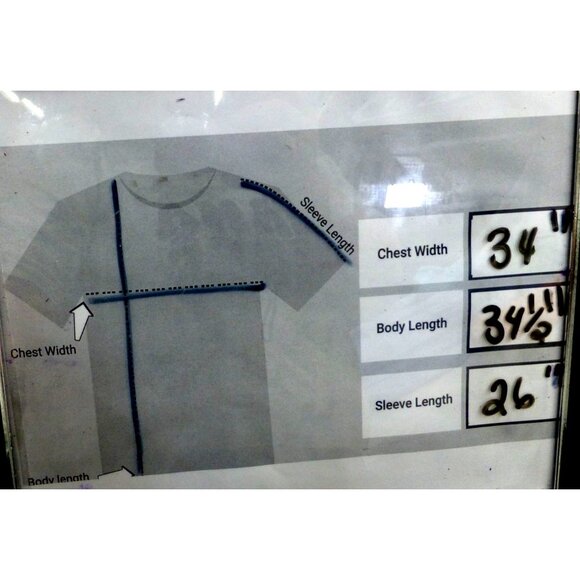 Sleeve Length
Chest Width 34"
Body Length 34 1/2"
Sleeve Length 26"
Chest Width
Body length